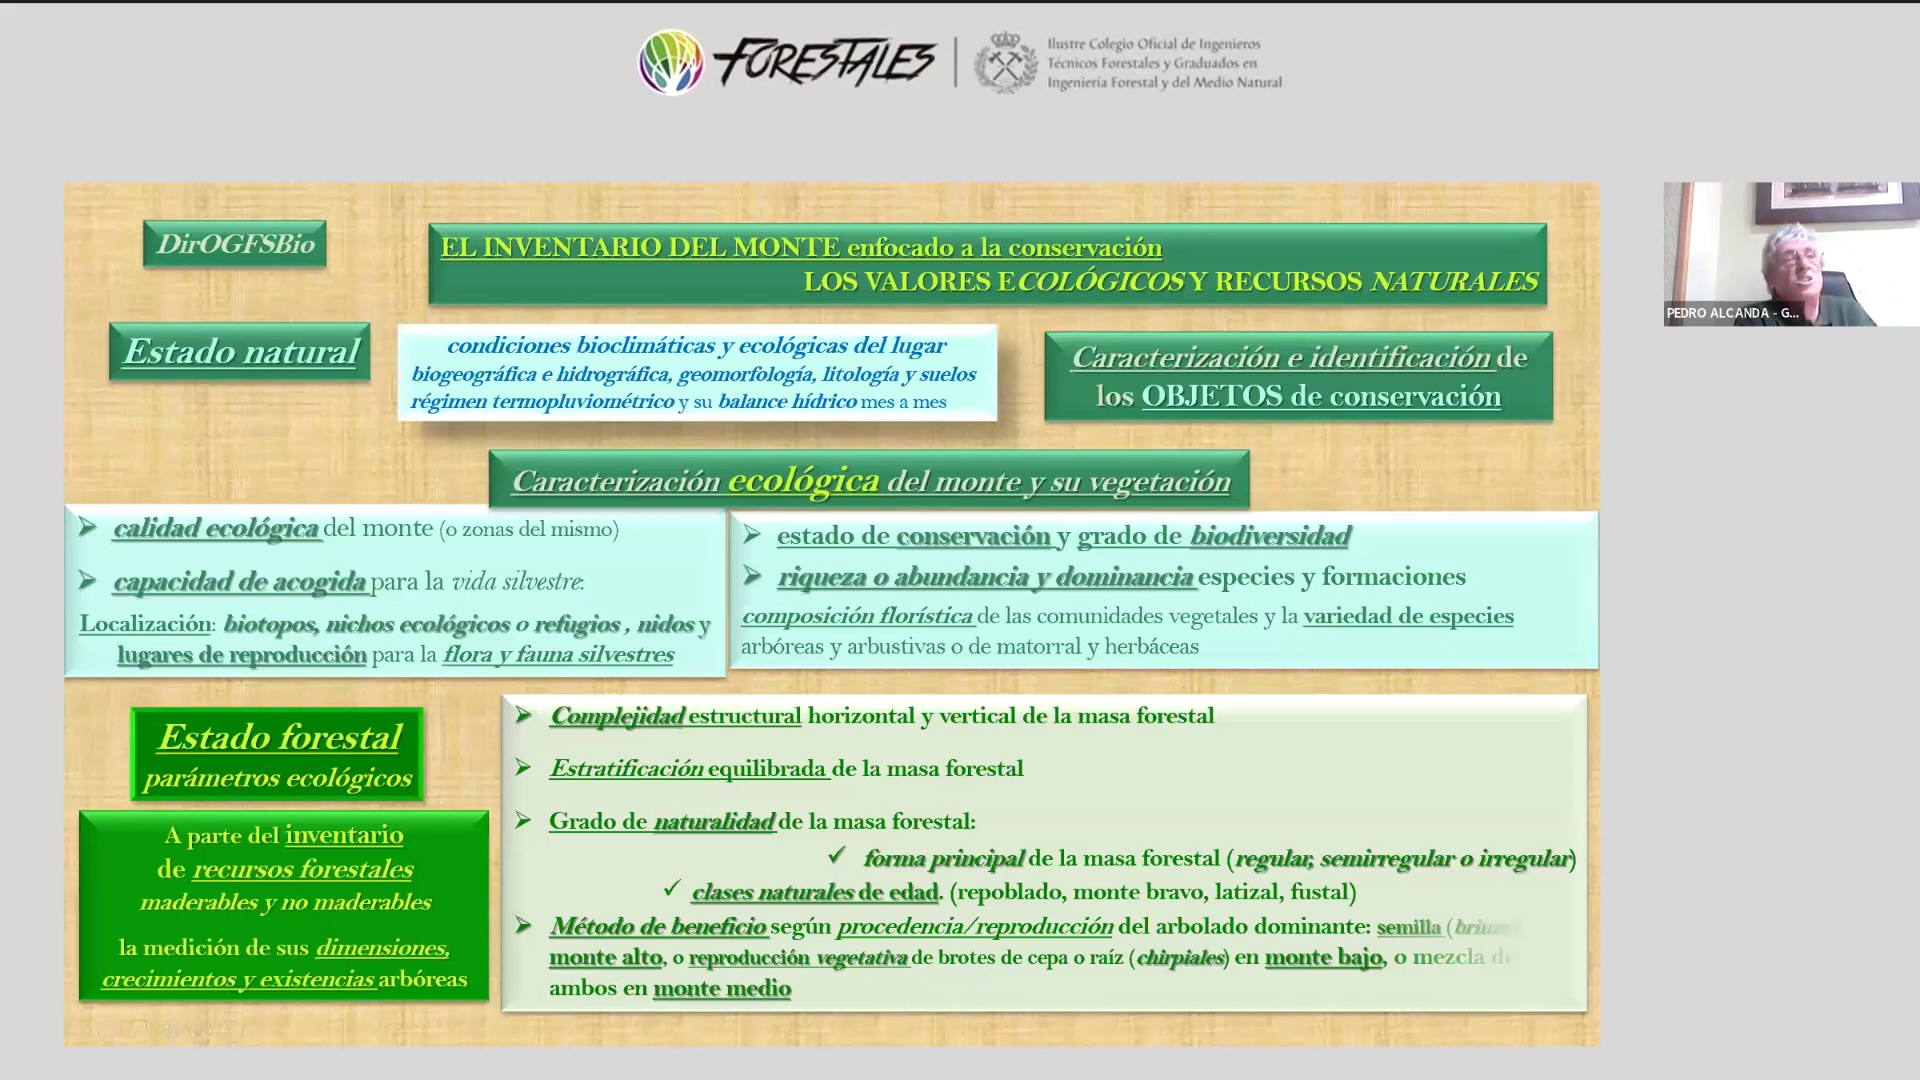 FORESTALES
Ilustre Colegio Oficial de Ingenieros
Técnicos Forestales y Graduados en
Ingeniería Forestal y del Medio Natural
DirOGFSBio
EL INVENTARIO DEL MONTE enfocado a la conservación
LOS VALORES ECOLÓGICOS Y RECURSOS NATURALES
PEDRO ALCANDA - G...
Estado natural
condiciones bioclimáticas y ecológicas del lugar
biogeográfica e hidrográfica, geomorfología, litología y suelos
régimen termopluviométrico y su balance hídrico mes a mes
Caracterización e identificación de
los OBJETOS de conservación
Caracterización ecológica del monte y su vegetación
➢ calidad ecológica del monte (o zonas del mismo)
➢ capacidad de acogida para la vida silvestre:
Localización: biotopos, nichos ecológicos o refugios , nidos y
lugares de reproducción para la flora y fauna silvestres
➢ estado de conservación y grado de biodiversidad
➢ riqueza o abundancia y dominancia especies y formaciones
composición florística de las comunidades vegetales y la variedad de especies
arbóreas y arbustivas o de matorral y herbáceas
Estado forestal
parámetros ecológicos
A parte del inventario
de recursos forestales
maderables y no maderables
la medición de sus dimensiones,
crecimientos y existencias arbóreas
➢ Complejidad estructural horizontal y vertical de la masa forestal
➢ Estratificación equilibrada de la masa forestal
➢ Grado de naturalidad de la masa forestal:
✓ forma principal de la masa forestal (regular, semirregular o irregular)
✓ clases naturales de edad. (repoblado, monte bravo, latizal, fustal)
➢ Método de beneficio según procedencia/reproducción del arbolado dominante: semilla
monte alto, o reproducción vegetativa de brotes de cepa o raíz (chirpiales) en monte bajo, o mezcla de
ambos en monte medio